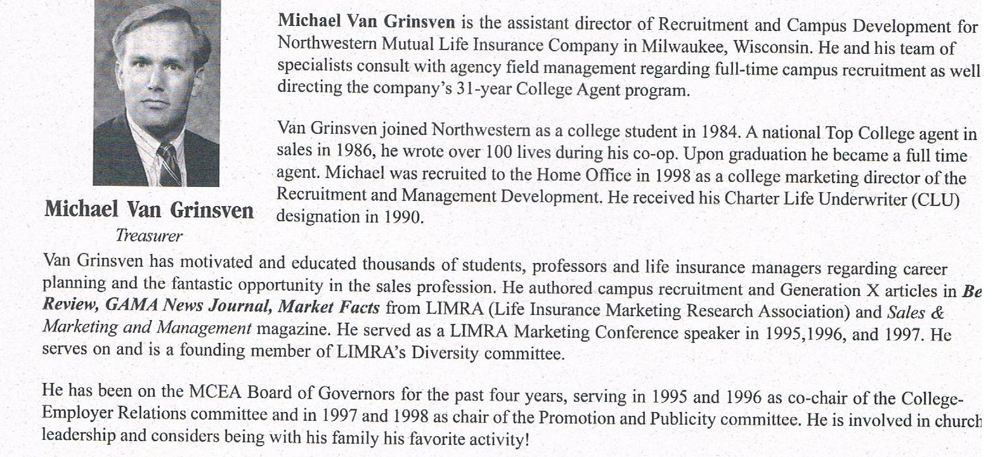 Michael Van Grinsven is the assistant director of Recruitment and Campus Development for
Northwestern Mutual Life Insurance Company in Milwaukee, Wisconsin. He and his team of
specialists consult with agency field management regarding full-time campus recruitment as well
directing the company's 31-year College Agent program.
Van Grinsven joined Northwestern as a college student in 1984. A national Top College agent in
sales in 1986, he wrote over 100 lives during his co-op. Upon graduation he became a full time
agent. Michael was recruited to the Home Office in 1998 as a college marketing director of the
Recruitment and Management Development. He received his Charter Life Underwriter (CLU)
designation in 1990.
Michael Van Grinsven
Treasurer
Van Grinsven has motivated and educated thousands of students, professors and life insurance managers regarding career
planning and the fantastic opportunity in the sales profession. He authored campus recruitment and Generation X articles in Be
Review, GAMA News Journal, Market Facts from LIMRA (Life Insurance Marketing Research Association) and Sales &
Marketing and Management magazine. He served as a LIMRA Marketing Conference speaker in 1995,1996, and 1997. He
serves on and is a founding member of LIMRA's Diversity committee.
He has been on the MCEA Board of Governors for the past four years, serving in 1995 and 1996 as co-chair of the College-
Employer Relations committee and in 1997 and 1998 as chair of the Promotion and Publicity committee. He is involved in church
leadership and considers being with his family his favorite activity!